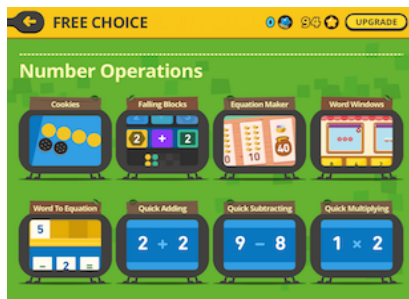 FREE CHOICE
0
94
UPGRADE
Number Operations
Cookies
Falling Blocks
Equation Maker
Word Windows
2 + 2
10
40
Word To Equation
Quick Adding
Quick Subtracting
Quick Multiplying
5
- 2 =
2 + 2
9 - 8
1 × 2